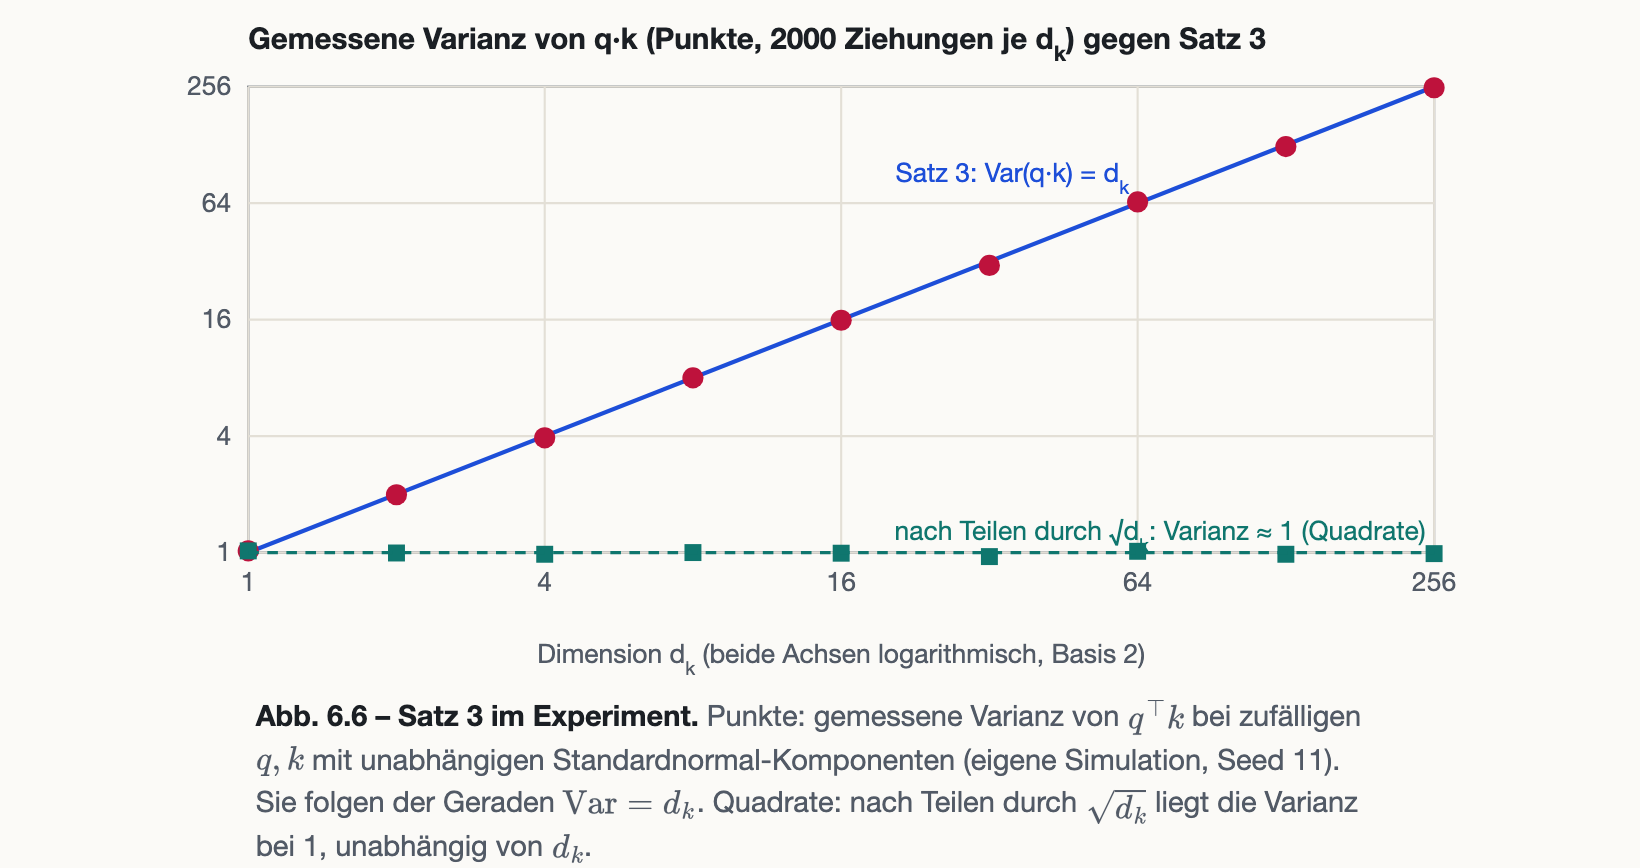 Gemessene Varianz von q·k (Punkte, 2000 Ziehungen je dk) gegen Satz 3
256
64
16
4
1
Satz 3: Var(q·k) = dk
nach Teilen durch √dk: Varianz ≈ 1 (Quadrate)
1 4 16 64 256
Dimension dk (beide Achsen logarithmisch, Basis 2)
Abb. 6.6 – Satz 3 im Experiment. Punkte: gemessene Varianz von q⊤k bei zufälligen
q, k mit unabhängigen Standardnormal-Komponenten (eigene Simulation, Seed 11).
Sie folgen der Geraden Var = dk. Quadrate: nach Teilen durch √dk liegt die Varianz
bei 1, unabhängig von dk.